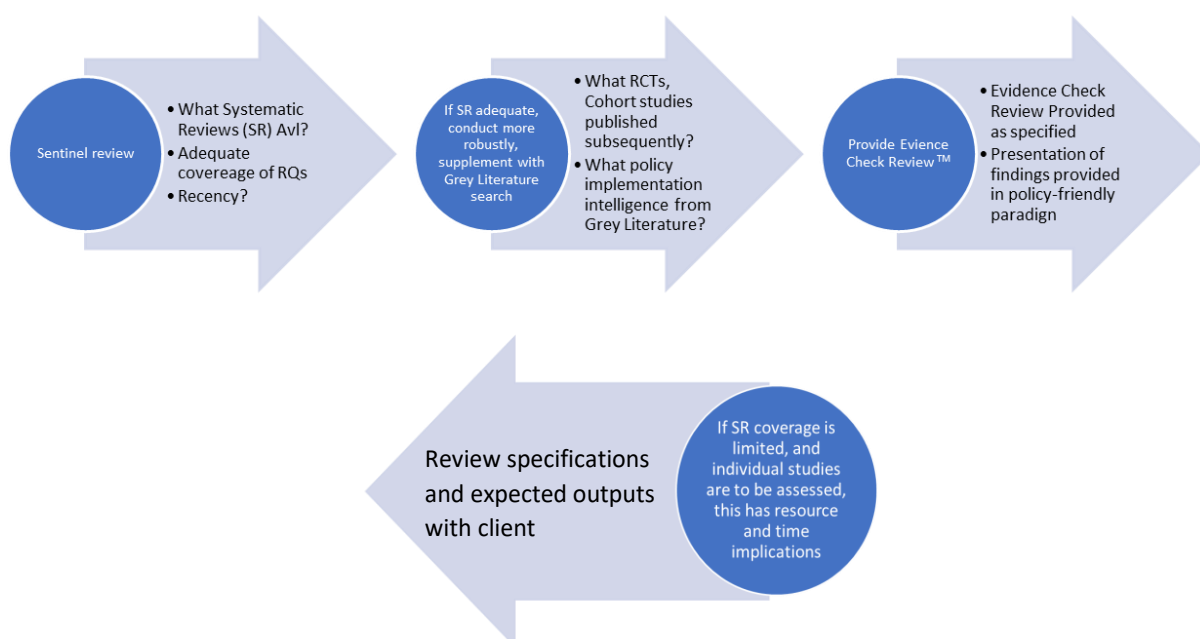 Sentinel review
• What Systematic
Reviews (SR) Avl?
• Adequate
covereage of RQs
• Recency?
If SR adequate,
conduct more
robustly,
supplement with
Grey Literature
search
• What RCTs,
Cohort studies
published
subsequently?
• What policy
implementation
intelligence from
Grey Literature?
Provide Evience
Check Review™
• Evidence Check
Review Provided
as specified
• Presentation of
findings provided
in policy-friendly
paradign
Review specifications
and expected outputs
with client
If SR coverage is
limited, and
individual studies
are to be assessed,
this has resource
and time
implications